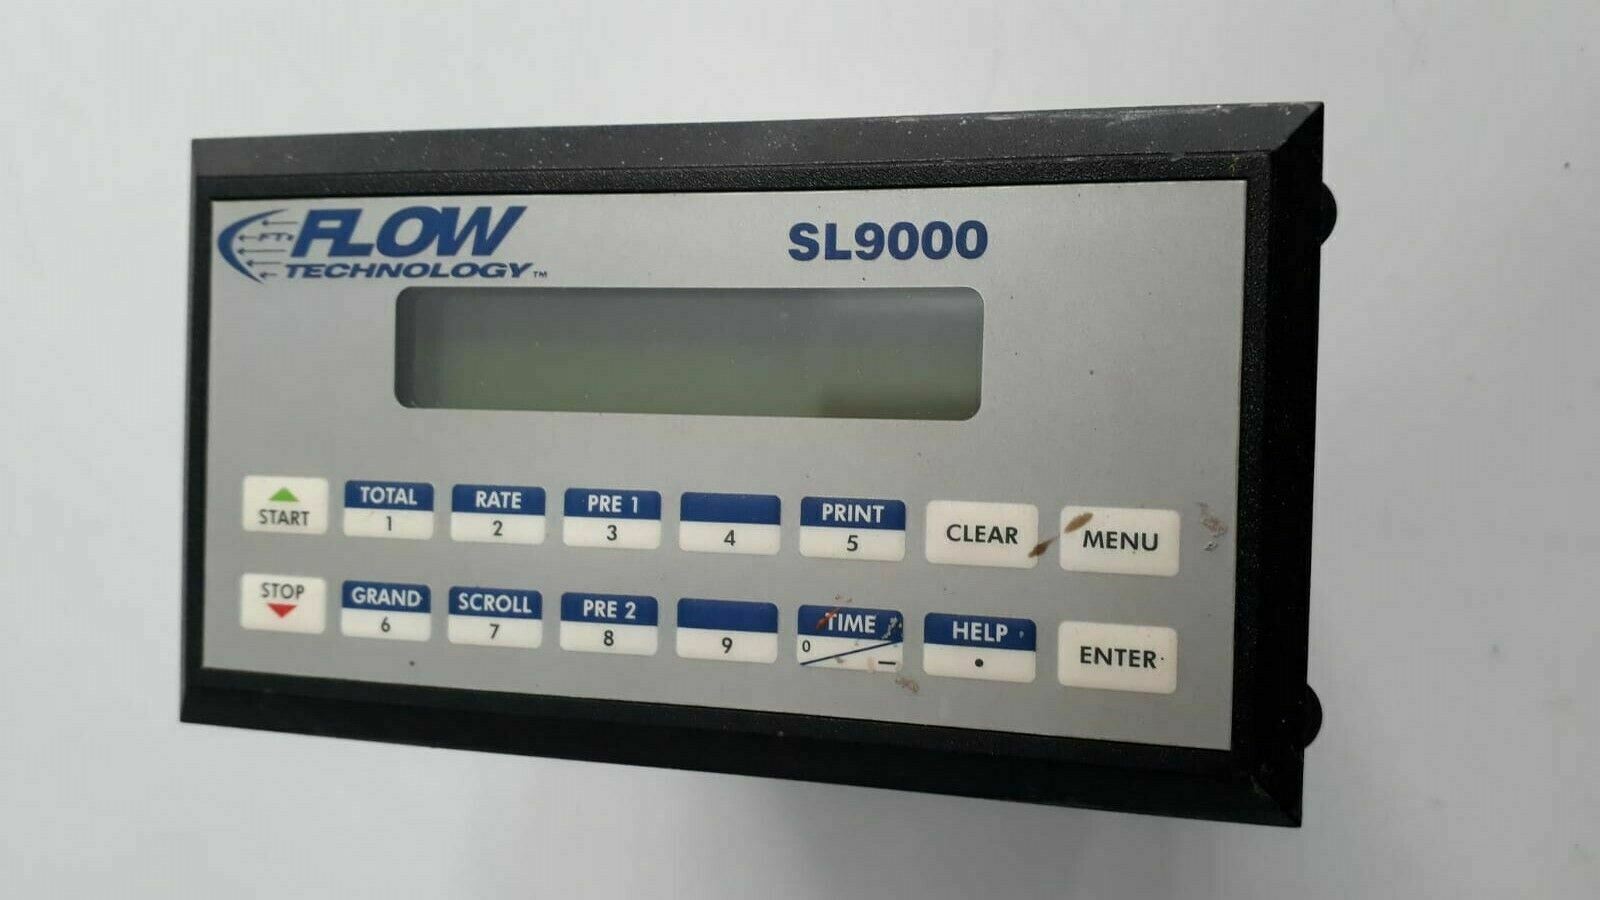 FTI FLOW
TECHNOLOGY™
SL9000
START
TOTAL
1
RATE
2
PRE 1
3
4
PRINT
5
CLEAR
MENU
STOP
GRAND
6
SCROLL
7
PRE 2
8
9
TIME
0 –
HELP
•
ENTER